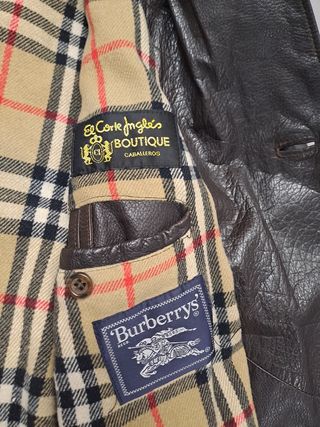 El Corte Inglés
BOUTIQUE
CABALLEROS
'Burberrys'